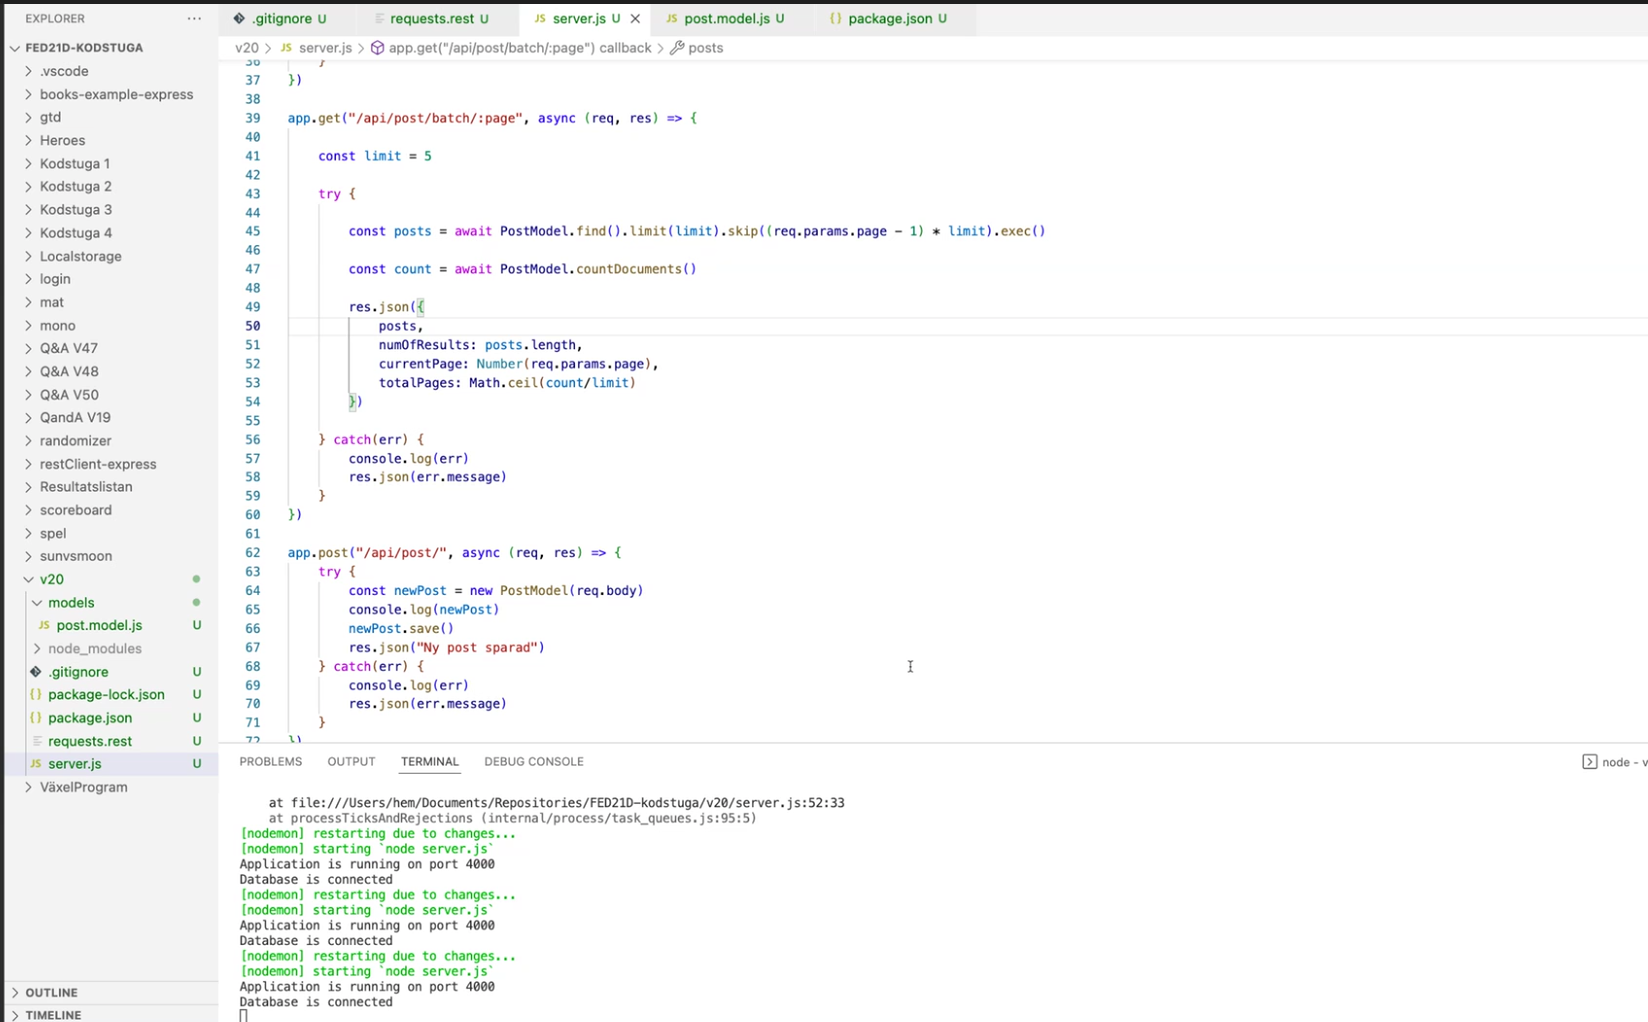 EXPLORER
FED21D-KODSTUGA
.vscode
books-example-express
gtd
Heroes
Kodstuga 1
Kodstuga 2
Kodstuga 3
Kodstuga 4
Localstorage
login
mat
mono
Q&A V47
Q&A V48
Q&A V50
QandA V19
randomizer
restClient-express
Resultatslistan
scoreboard
spel
sunvsmoon
v20
models
JS post.model.js U
node_modules
.gitignore U
{} package-lock.json U
{} package.json U
requests.rest U
JS server.js U
VäxelProgram
OUTLINE
TIMELINE
.gitignore U requests.rest U JS server.js U JS post.model.js U {} package.json U
v20 > JS server.js > app.get("/api/post/batch/:page") callback > posts
36 }
37 })
38
39 app.get("/api/post/batch/:page", async (req, res) => {
40
41 const limit = 5
42
43 try {
44
45 const posts = await PostModel.find().limit(limit).skip((req.params.page - 1) * limit).exec()
46
47 const count = await PostModel.countDocuments()
48
49 res.json({
50 posts,
51 numOfResults: posts.length,
52 currentPage: Number(req.params.page),
53 totalPages: Math.ceil(count/limit)
54 })
55
56 } catch(err) {
57 console.log(err)
58 res.json(err.message)
59 }
60 })
61
62 app.post("/api/post/", async (req, res) => {
63 try {
64 const newPost = new PostModel(req.body)
65 console.log(newPost)
66 newPost.save()
67 res.json("Ny post sparad")
68 } catch(err) {
69 console.log(err)
70 res.json(err.message)
71 }
72 })
PROBLEMS OUTPUT TERMINAL DEBUG CONSOLE
node - v
at file:///Users/hem/Documents/Repositories/FED21D-kodstuga/v20/server.js:52:33
at processTicksAndRejections (internal/process/task_queues.js:95:5)
[nodemon] restarting due to changes...
[nodemon] starting `node server.js`
Application is running on port 4000
Database is connected
[nodemon] restarting due to changes...
[nodemon] starting `node server.js`
Application is running on port 4000
Database is connected
[nodemon] restarting due to changes...
[nodemon] starting `node server.js`
Application is running on port 4000
Database is connected